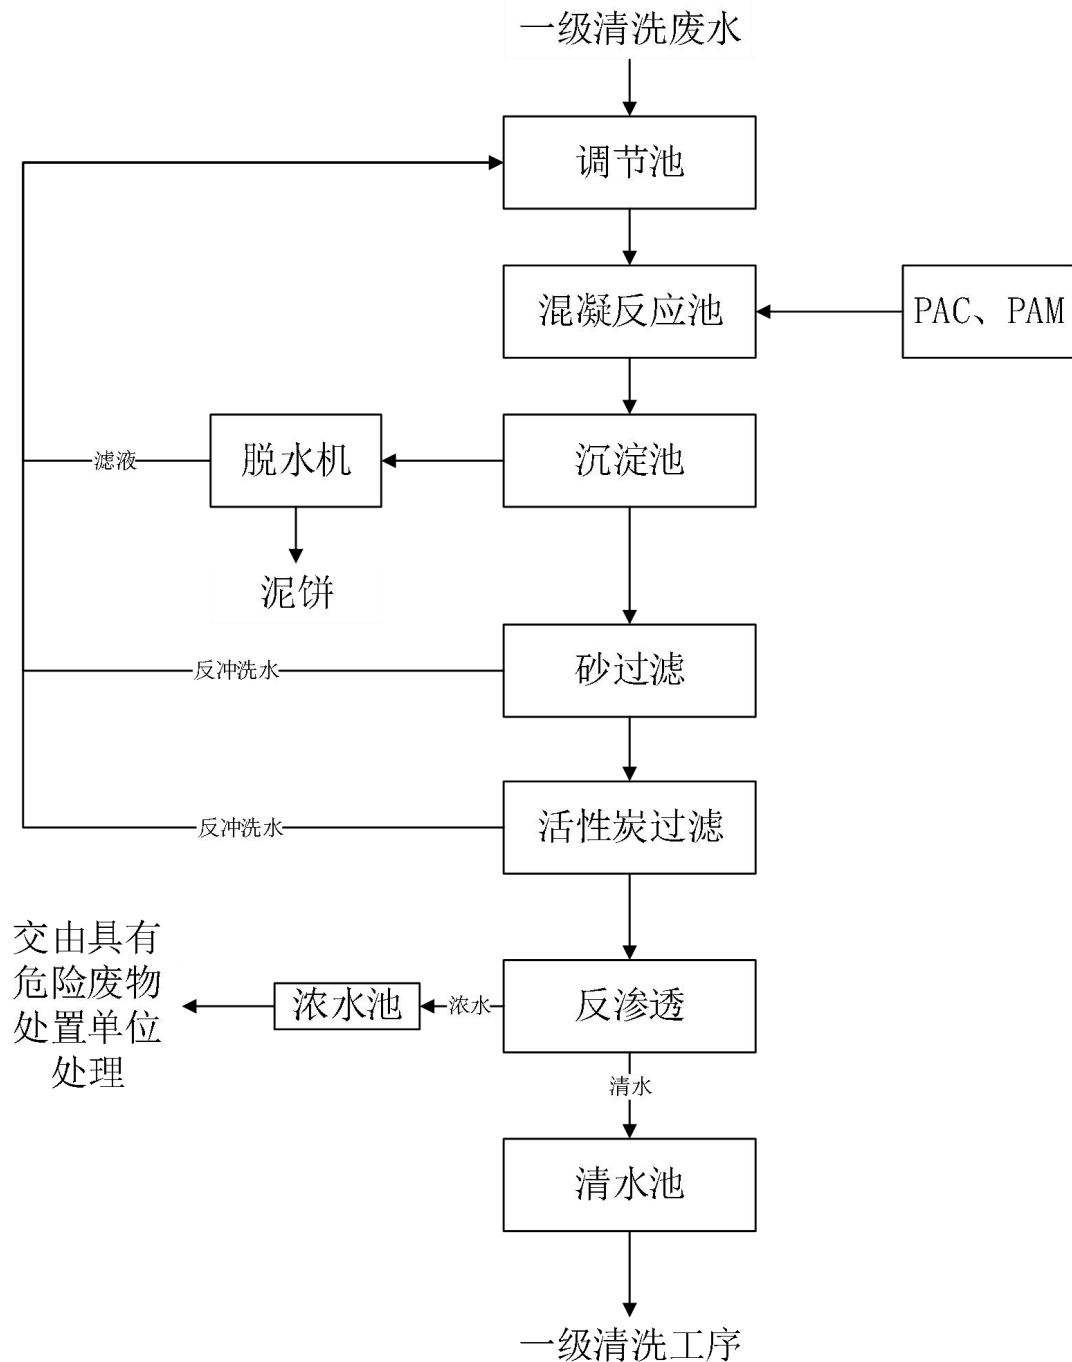 一级清洗废水
调节池
混凝反应池
PAC、PAM
滤液
脱水机
沉淀池
泥饼
反冲洗水
砂过滤
反冲洗水
活性炭过滤
交由具有
危险废物
处置单位
处理
浓水池
浓水
反渗透
清水
清水池
一级清洗工序